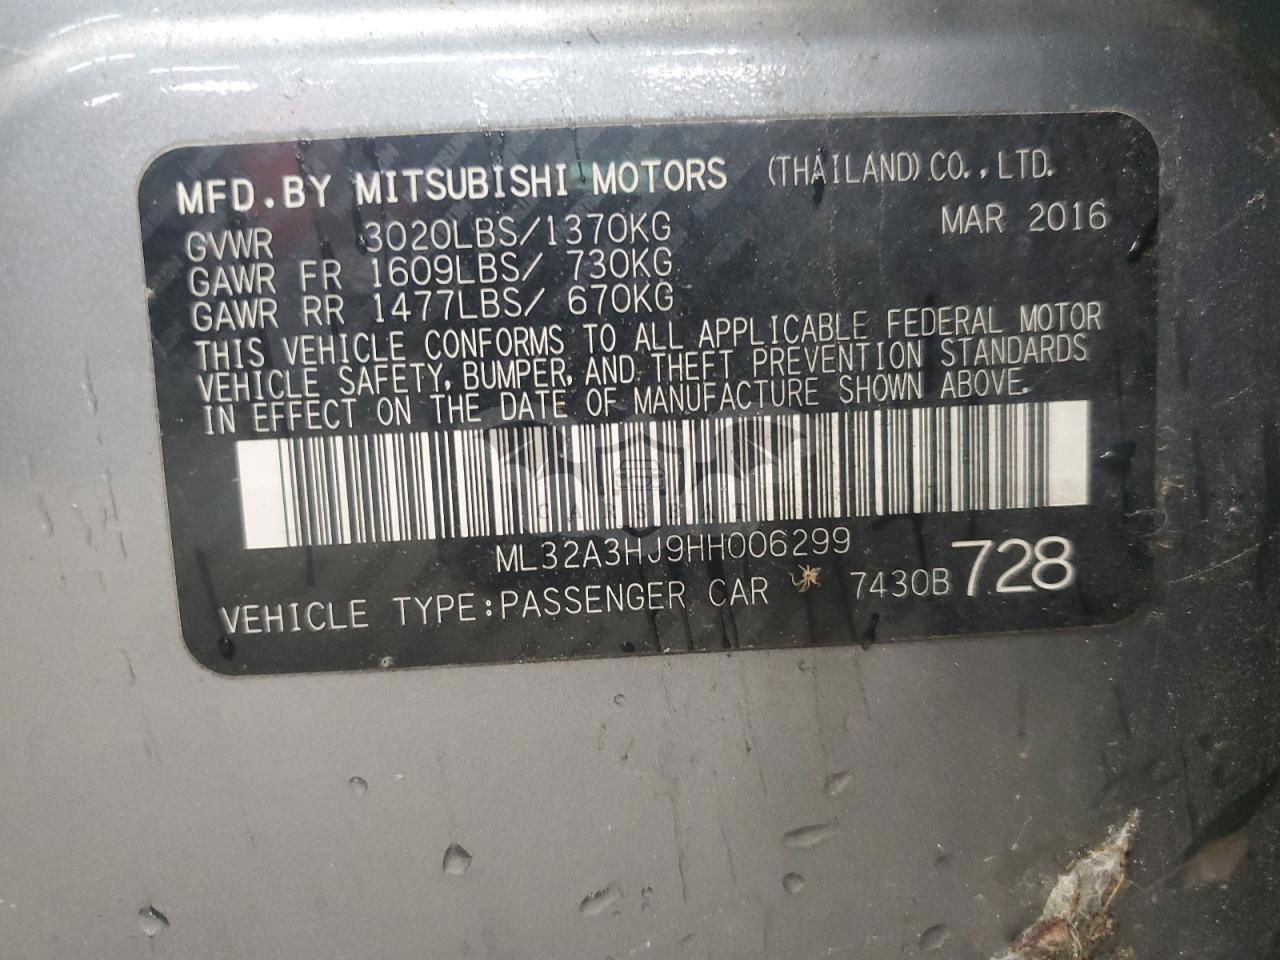 MFD.BY MITSUBISHI MOTORS (THAILAND) CO.,LTD.
GVWR 3020LBS/1370KG MAR 2016
GAWR FR 1609LBS/ 730KG
GAWR RR 1477LBS/ 670KG
THIS VEHICLE CONFORMS TO ALL APPLICABLE FEDERAL MOTOR
VEHICLE SAFETY, BUMPER, AND THEFT PREVENTION STANDARDS
IN EFFECT ON THE DATE OF MANUFACTURE SHOWN ABOVE.
CARSBAT
ML32A3HJ9HH006299
VEHICLE TYPE:PASSENGER CAR 7430B 728